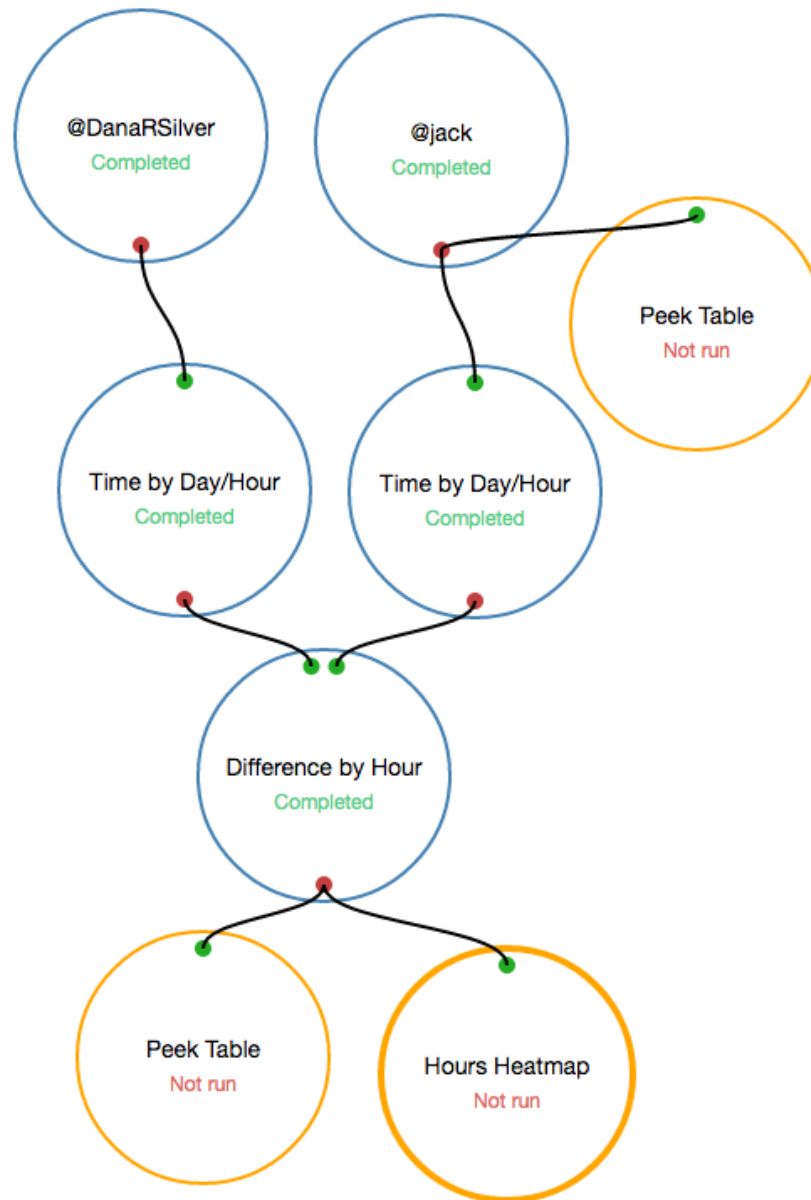 @DanaRSilver
Completed
@jack
Completed
Peek Table
Not run
Time by Day/Hour
Completed
Time by Day/Hour
Completed
Difference by Hour
Completed
Peek Table
Not run
Hours Heatmap
Not run